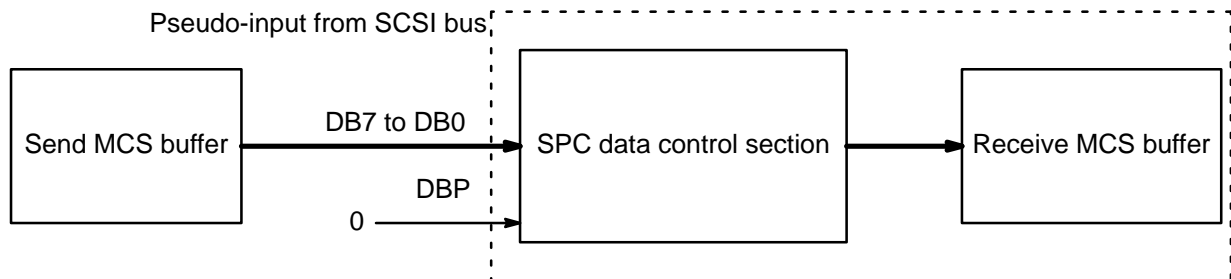 Pseudo-input from SCSI bus
Send MCS buffer
DB7 to DB0
SPC data control section
Receive MCS buffer
DBP
0